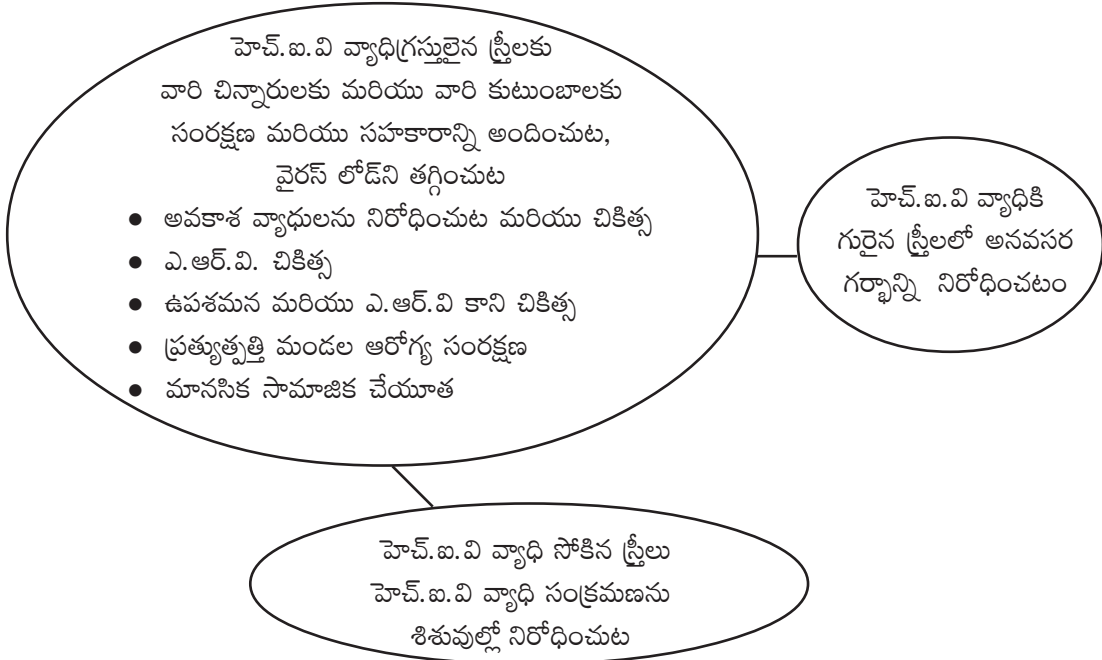 హెచ్.ఐ.వి వ్యాధిగ్రస్తులైన స్త్రీలకు
వారి చిన్నారులకు మరియు వారి కుటుంబాలకు
సంరక్షణ మరియు సహకారాన్ని అందించుట,
వైరస్ లోడ్‌ని తగ్గించుట
• అవకాశ వ్యాధులను నిరోధించుట మరియు చికిత్స
• ఎ.ఆర్.వి. చికిత్స
• ఉపశమన మరియు ఎ.ఆర్.వి కాని చికిత్స
• ప్రత్యుత్పత్తి మండల ఆరోగ్య సంరక్షణ
• మానసిక సామాజిక చేయూత
హెచ్.ఐ.వి వ్యాధికి
గురైన స్త్రీలలో అనవసర
గర్భాన్ని నిరోధించటం
హెచ్.ఐ.వి వ్యాధి సోకిన స్త్రీలు
హెచ్.ఐ.వి వ్యాధి సంక్రమణను
శిశువుల్లో నిరోధించుట